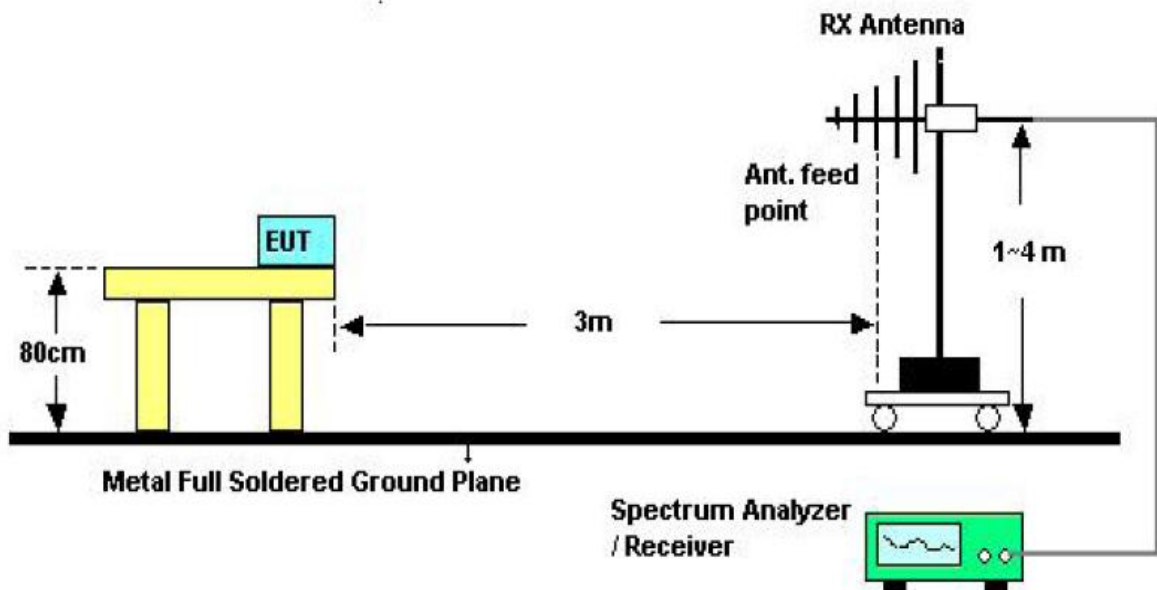 RX Antenna
Ant. feed
point
EUT
1~4 m
3m
80cm
Metal Full Soldered Ground Plane
Spectrum Analyzer
/ Receiver